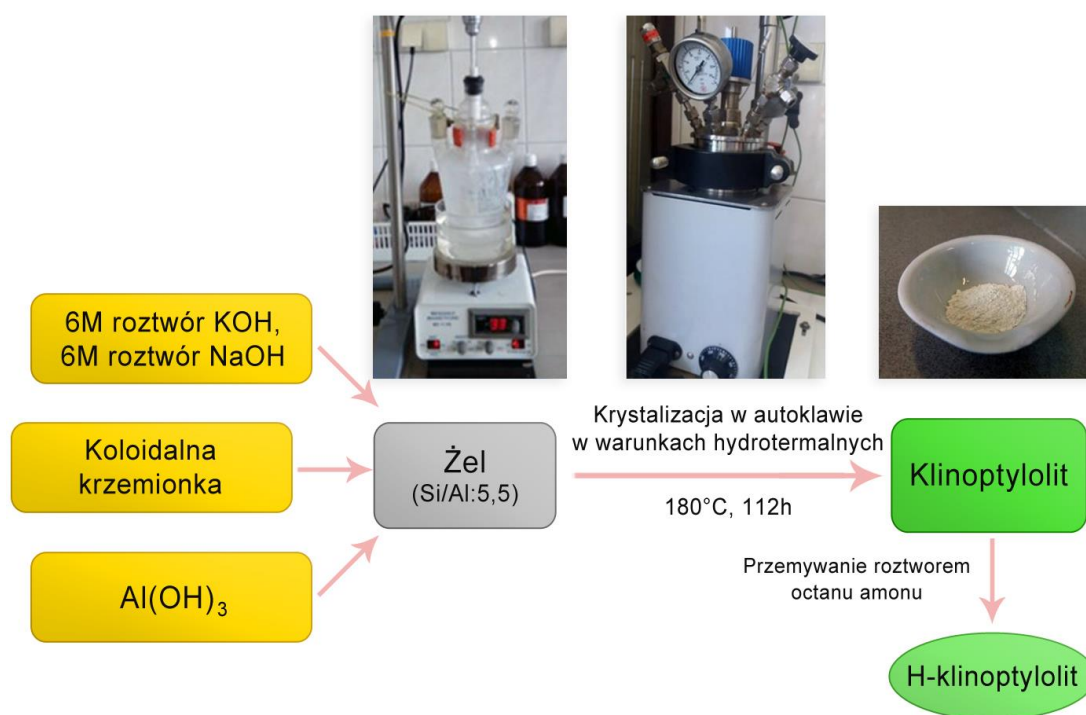 6M roztwór KOH,
6M roztwór NaOH
Koloidalna
krzemionka
Al(OH)₃
Żel
(Si/Al:5,5)
Krystalizacja w autoklawie
w warunkach hydrotermalnych
180°C, 112h
Klinoptylolit
Przemywanie roztworem
octanu amonu
H-klinoptylolit